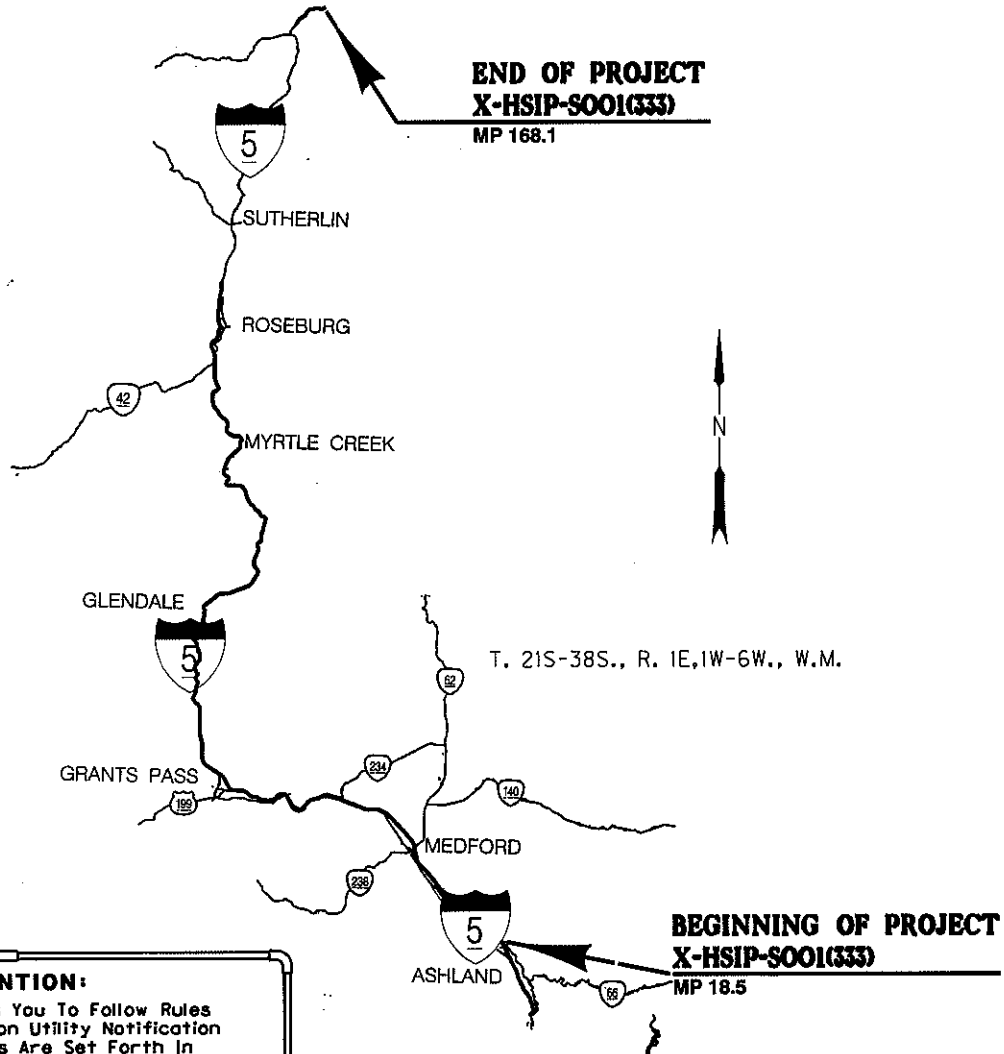 END OF PROJECT
X-HSIP-S001(333)
MP 168.1
5
SUTHERLIN
ROSEBURG
42
MYRTLE CREEK
N
GLENDALE
5
62
T. 21S-38S., R. 1E,1W-6W., W.M.
GRANTS PASS
199
234
140
MEDFORD
238
5
BEGINNING OF PROJECT
X-HSIP-S001(333)
MP 18.5
ASHLAND
66
NTION:
You To Follow Rules
on Utility Notification
s Are Set Forth In